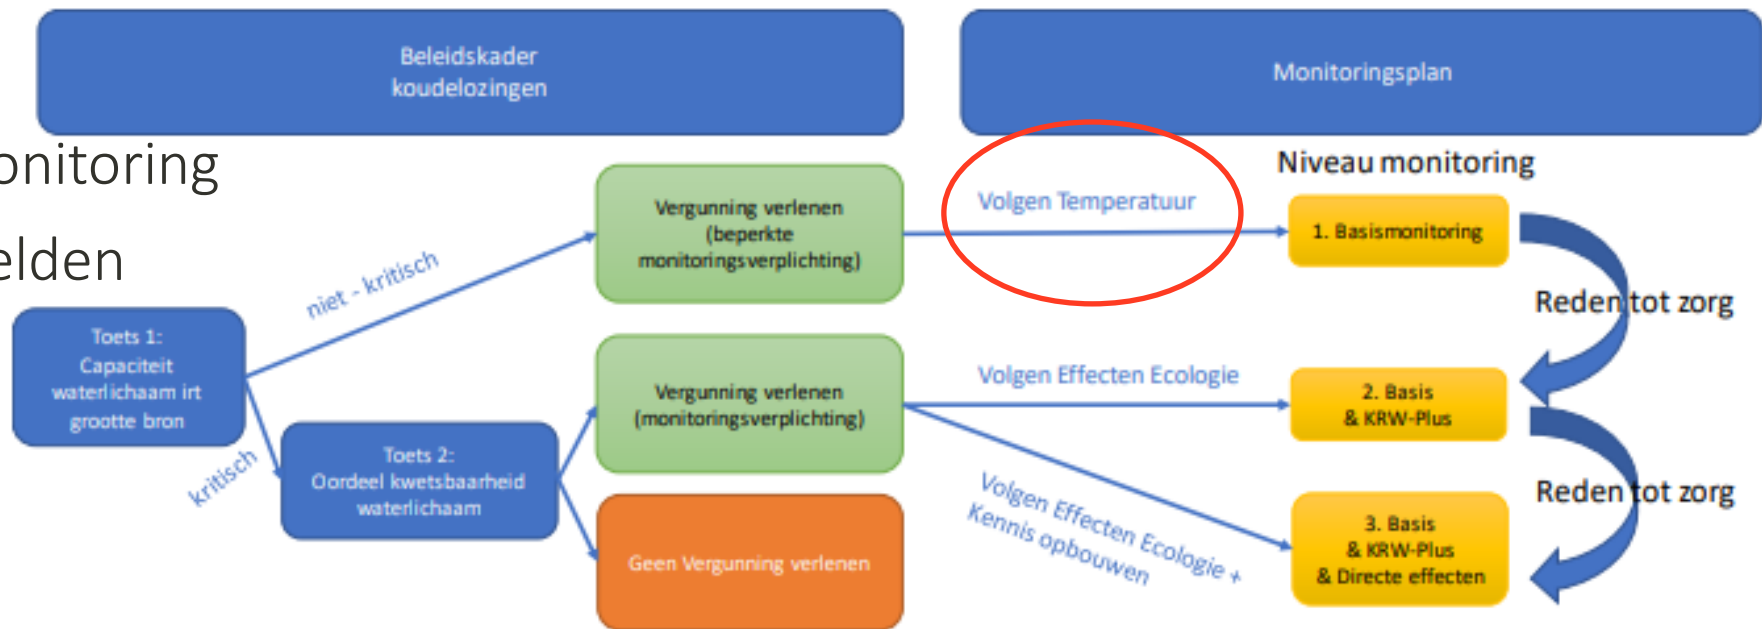 Beleidskader
koudelozingen
Monitoringsplan
onitoring
elden
Niveau monitoring
Toets 1:
Capaciteit
waterlichaam irt
grootte bron
niet - kritisch
kritisch
Toets 2:
Oordeel kwetsbaarheid
waterlichaam
Vergunning verlenen
(beperkte
monitoringsverplichting)
Vergunning verlenen
(monitoringsverplichting)
Geen Vergunning verlenen
Volgen Temperatuur
Volgen Effecten Ecologie
Volgen Effecten Ecologie +
Kennis opbouwen
1. Basismonitoring
Reden tot zorg
2. Basis
& KRW-Plus
Reden tot zorg
3. Basis
& KRW-Plus
& Directe effecten